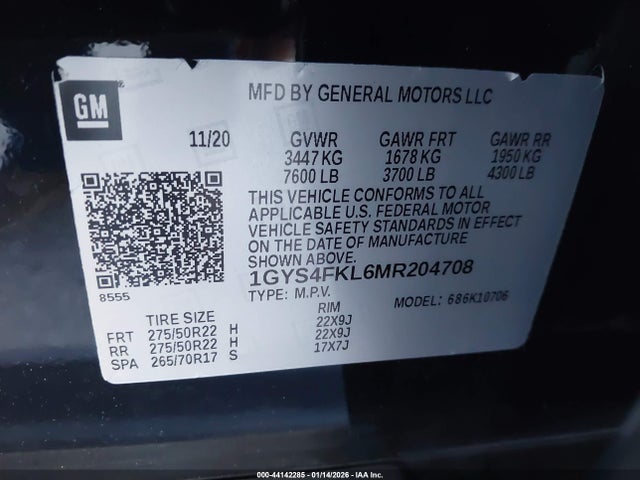 GM
MFD BY GENERAL MOTORS LLC
11/20 GVWR GAWR FRT GAWR RR
3447 KG 1678 KG 1950 KG
7600 LB 3700 LB 4300 LB
THIS VEHICLE CONFORMS TO ALL
APPLICABLE U.S. FEDERAL MOTOR
VEHICLE SAFETY STANDARDS IN EFFECT
ON THE DATE OF MANUFACTURE
1GYS4FKL6MR204708
8555
TYPE: M.P.V. MODEL: 686K10706
TIRE SIZE RIM
FRT 275/50R22 H 22X9J
RR 275/50R22 H 22X9J
SPA 265/70R17 S 17X7J
000-44142285 - 01/14/2026 - IAA Inc.